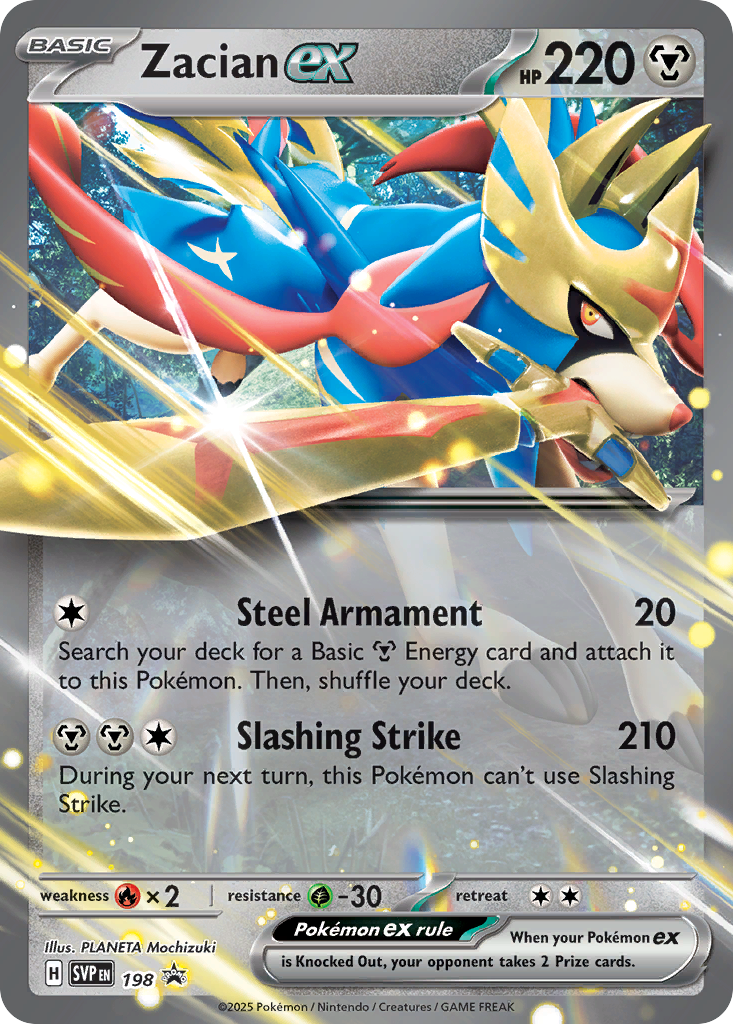 BASIC
Zacian ex
HP 220
Steel Armament 20
Search your deck for a Basic Energy card and attach it
to this Pokémon. Then, shuffle your deck.
Slashing Strike 210
During your next turn, this Pokémon can't use Slashing
Strike.
weakness ×2 resistance -30 retreat
Pokémon ex rule When your Pokémon ex
is Knocked Out, your opponent takes 2 Prize cards.
Illus. PLANETA Mochizuki
H SVP EN 198 PROMO
©2025 Pokémon / Nintendo / Creatures / GAME FREAK